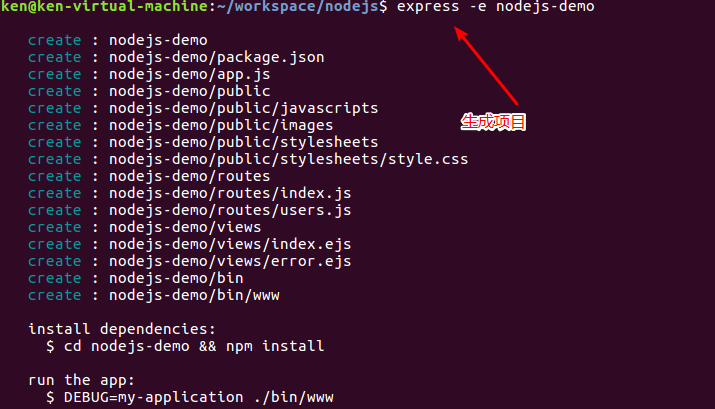 ken@ken-virtual-machine:~/workspace/nodejs$ express -e nodejs-demo
create : nodejs-demo
create : nodejs-demo/package.json
create : nodejs-demo/app.js
create : nodejs-demo/public
create : nodejs-demo/public/javascripts
create : nodejs-demo/public/images
生成项目
create : nodejs-demo/public/stylesheets
create : nodejs-demo/public/stylesheets/style.css
create : nodejs-demo/routes
create : nodejs-demo/routes/index.js
create : nodejs-demo/routes/users.js
create : nodejs-demo/views
create : nodejs-demo/views/index.ejs
create : nodejs-demo/views/error.ejs
create : nodejs-demo/bin
create : nodejs-demo/bin/www
install dependencies:
$ cd nodejs-demo && npm install
run the app:
$ DEBUG=my-application ./bin/www